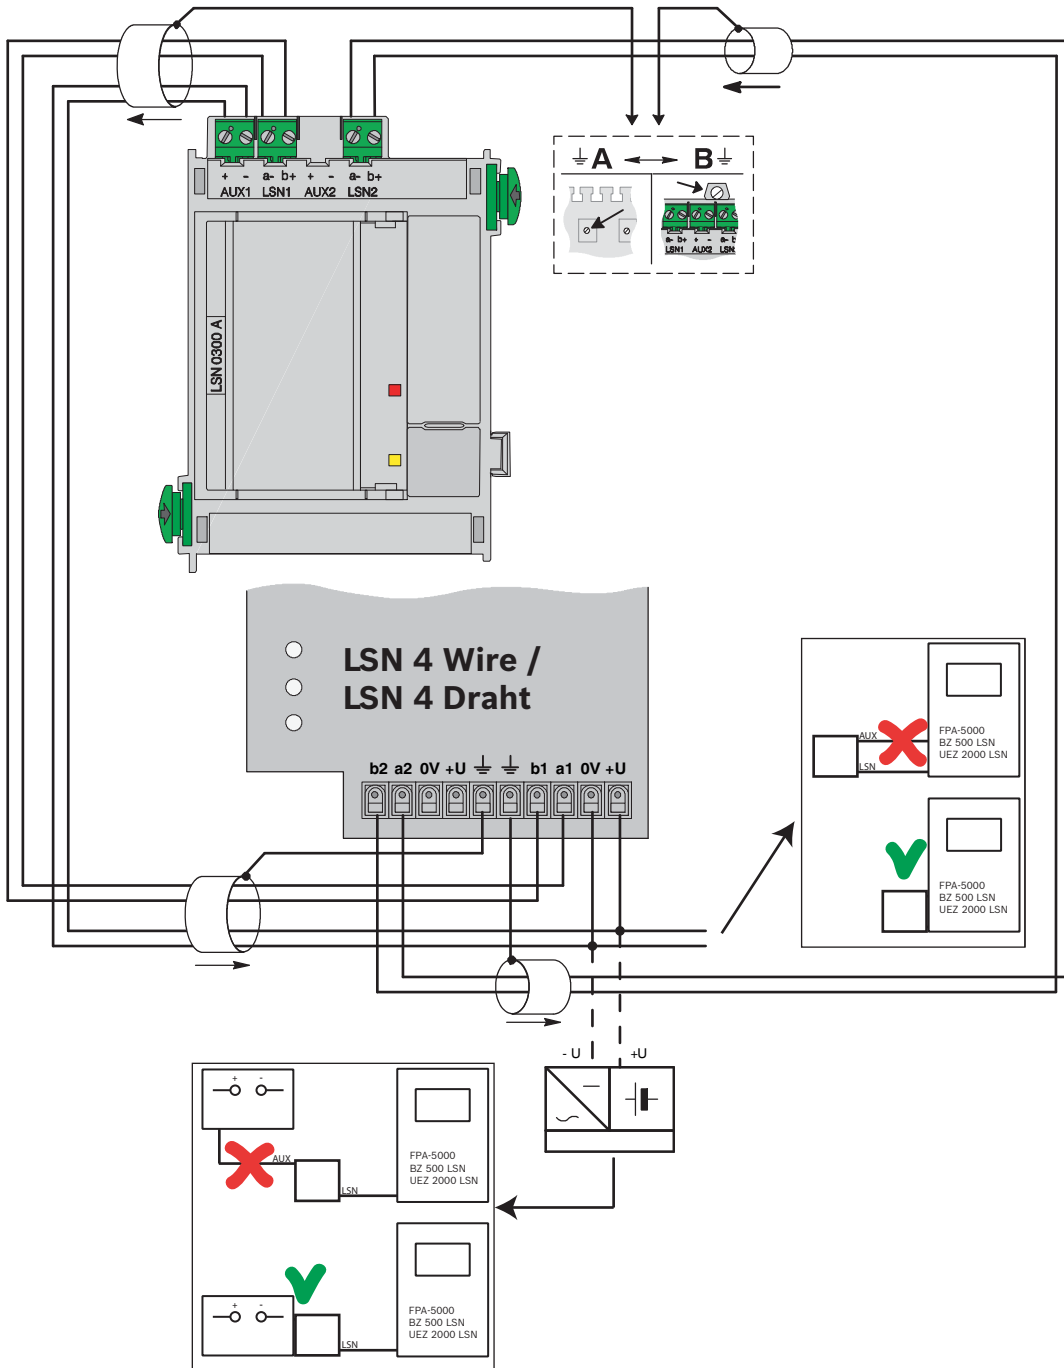 + - a- b+ + - a- b+
AUX1 LSN1 AUX2 LSN2
A B
a- b+ + - a- b
LSN1 AUX2 LSN
LSN 0300 A
LSN 4 Wire /
LSN 4 Draht
b2 a2 0V +U b1 a1 0V +U
AUX
LSN
FPA-5000
BZ 500 LSN
UEZ 2000 LSN
FPA-5000
BZ 500 LSN
UEZ 2000 LSN
- U +U
+ -
AUX
LSN
FPA-5000
BZ 500 LSN
UEZ 2000 LSN
+ -
LSN
FPA-5000
BZ 500 LSN
UEZ 2000 LSN